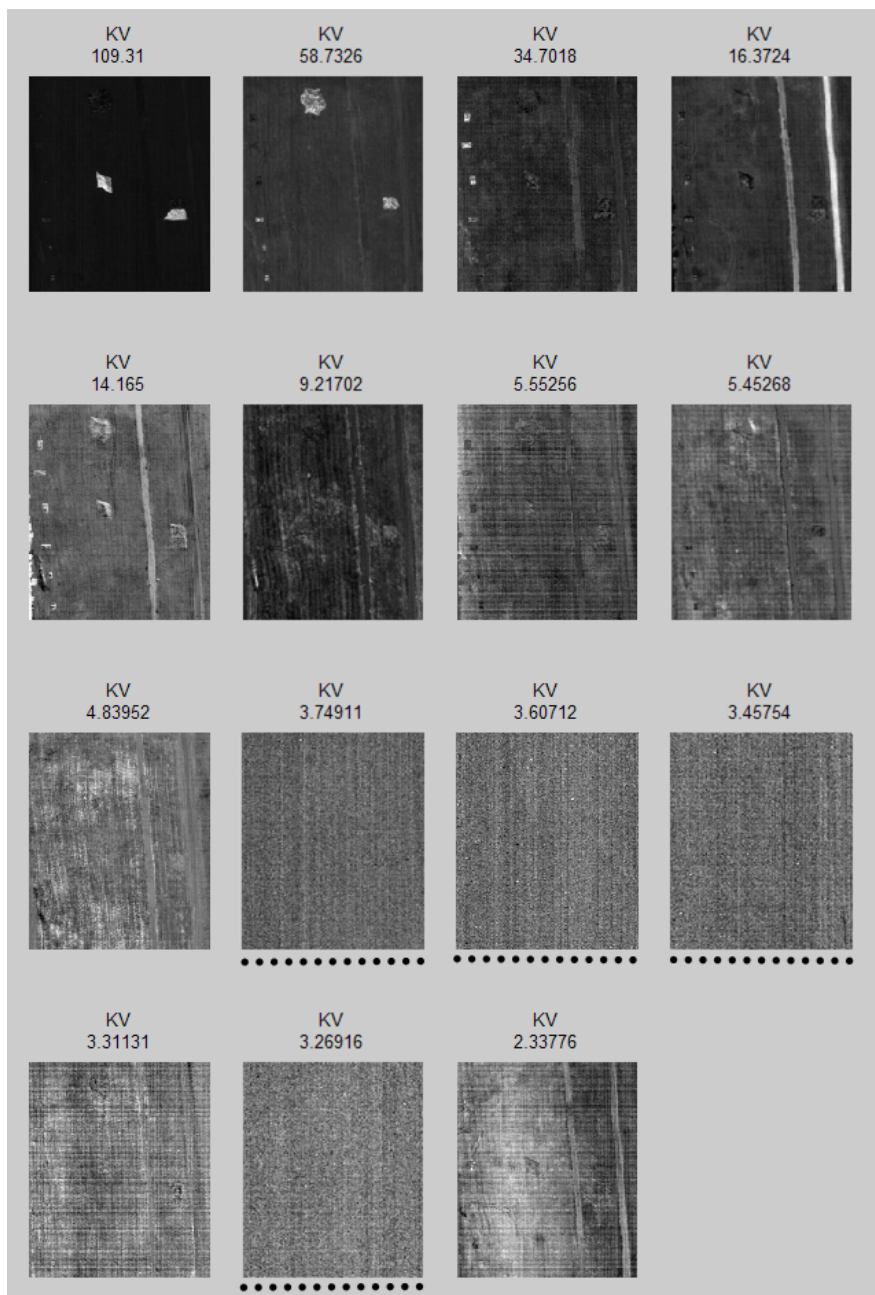 KV
109.31
KV
58.7326
KV
34.7018
KV
16.3724
KV
14.165
KV
9.21702
KV
5.55256
KV
5.45268
KV
4.83952
KV
3.74911
KV
3.60712
KV
3.45754
KV
3.31131
KV
3.26916
KV
2.33776